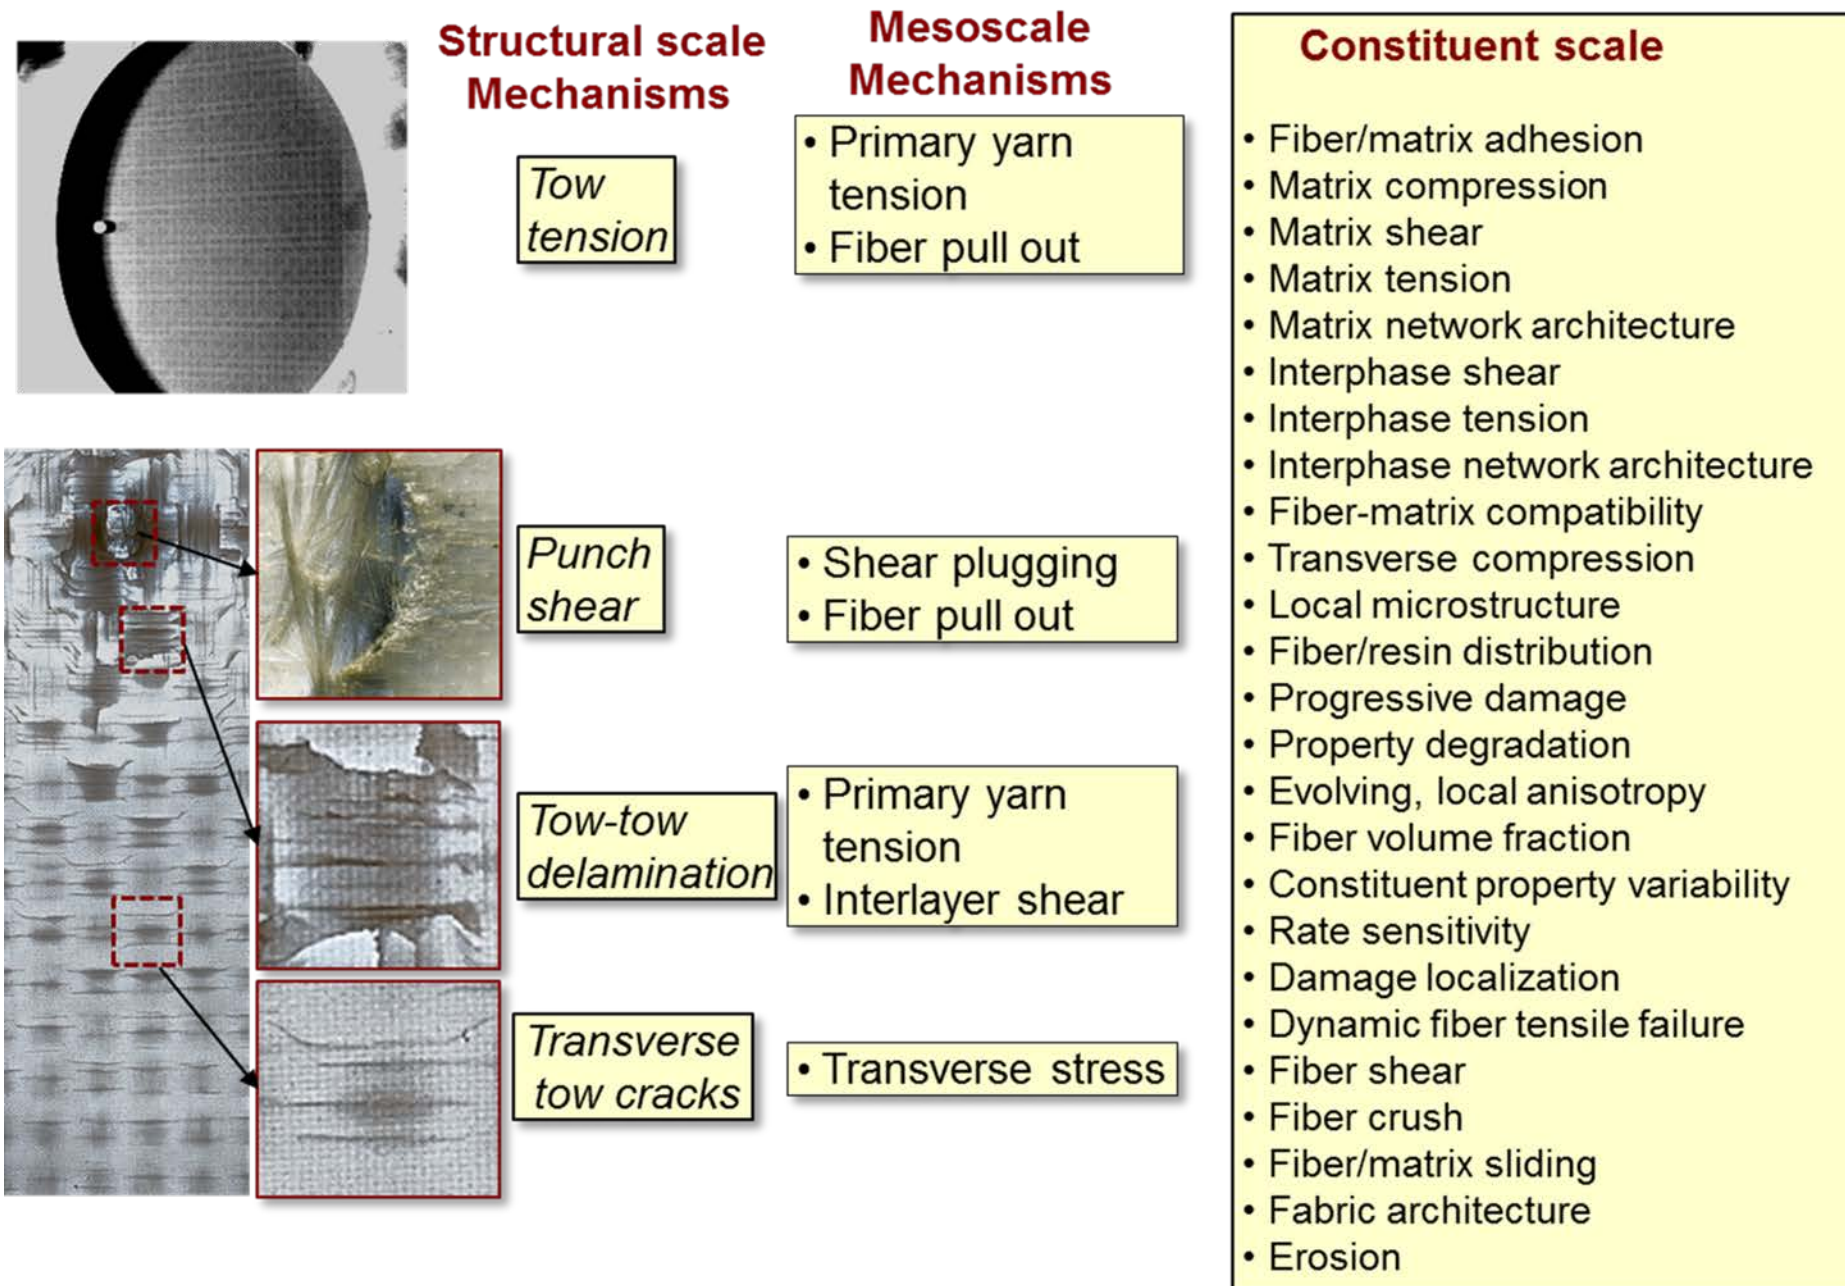 Structural scale
Mechanisms
Mesoscale
Mechanisms
Constituent scale
Tow
tension
• Primary yarn
tension
• Fiber pull out
Punch
shear
• Shear plugging
• Fiber pull out
Tow-tow
delamination
• Primary yarn
tension
• Interlayer shear
Transverse
tow cracks
• Transverse stress
• Fiber/matrix adhesion
• Matrix compression
• Matrix shear
• Matrix tension
• Matrix network architecture
• Interphase shear
• Interphase tension
• Interphase network architecture
• Fiber-matrix compatibility
• Transverse compression
• Local microstructure
• Fiber/resin distribution
• Progressive damage
• Property degradation
• Evolving, local anisotropy
• Fiber volume fraction
• Constituent property variability
• Rate sensitivity
• Damage localization
• Dynamic fiber tensile failure
• Fiber shear
• Fiber crush
• Fiber/matrix sliding
• Fabric architecture
• Erosion